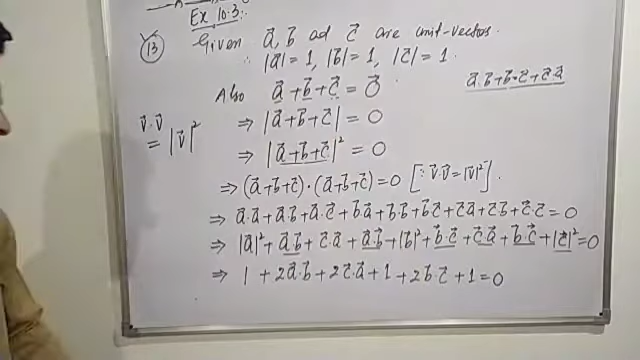 Ex 10.3:
(13) Given a⃗, b⃗ ad c⃗ are unit-vectors.
∴ |a⃗| = 1, |b⃗| = 1, |c⃗| = 1.
Also a⃗ + b⃗ + c⃗ = 0⃗
a⃗.b⃗ + b⃗.c⃗ + c⃗.a⃗
v⃗.v⃗ = |v⃗|²
⇒ |a⃗+b⃗+c⃗| = 0
⇒ |a⃗+b⃗+c⃗|² = 0
⇒ (a⃗+b⃗+c⃗)·(a⃗+b⃗+c⃗) = 0 [∵ v⃗.v⃗ = |v⃗|²].
⇒ a⃗.a⃗ + a⃗.b⃗ + a⃗.c⃗ + b⃗.a⃗ + b⃗.b⃗ + b⃗.c⃗ + c⃗.a⃗ + c⃗.b⃗ + c⃗.c⃗ = 0
⇒ |a⃗|² + a⃗.b⃗ + c⃗.a⃗ + a⃗.b⃗ + |b⃗|² + b⃗.c⃗ + c⃗.a⃗ + b⃗.c⃗ + |c⃗|² = 0
⇒ 1 + 2a⃗.b⃗ + 2c⃗.a⃗ + 1 + 2b⃗.c⃗ + 1 = 0